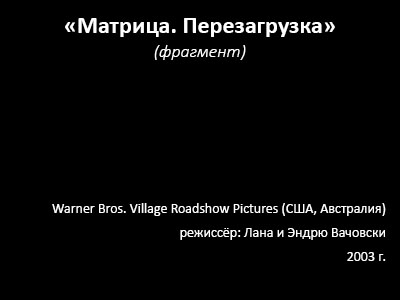 «Матрица. Перезагрузка»
(фрагмент)
Warner Bros. Village Roadshow Pictures (США, Австралия)
режиссёр: Лана и Эндрю Вачовски
2003 г.